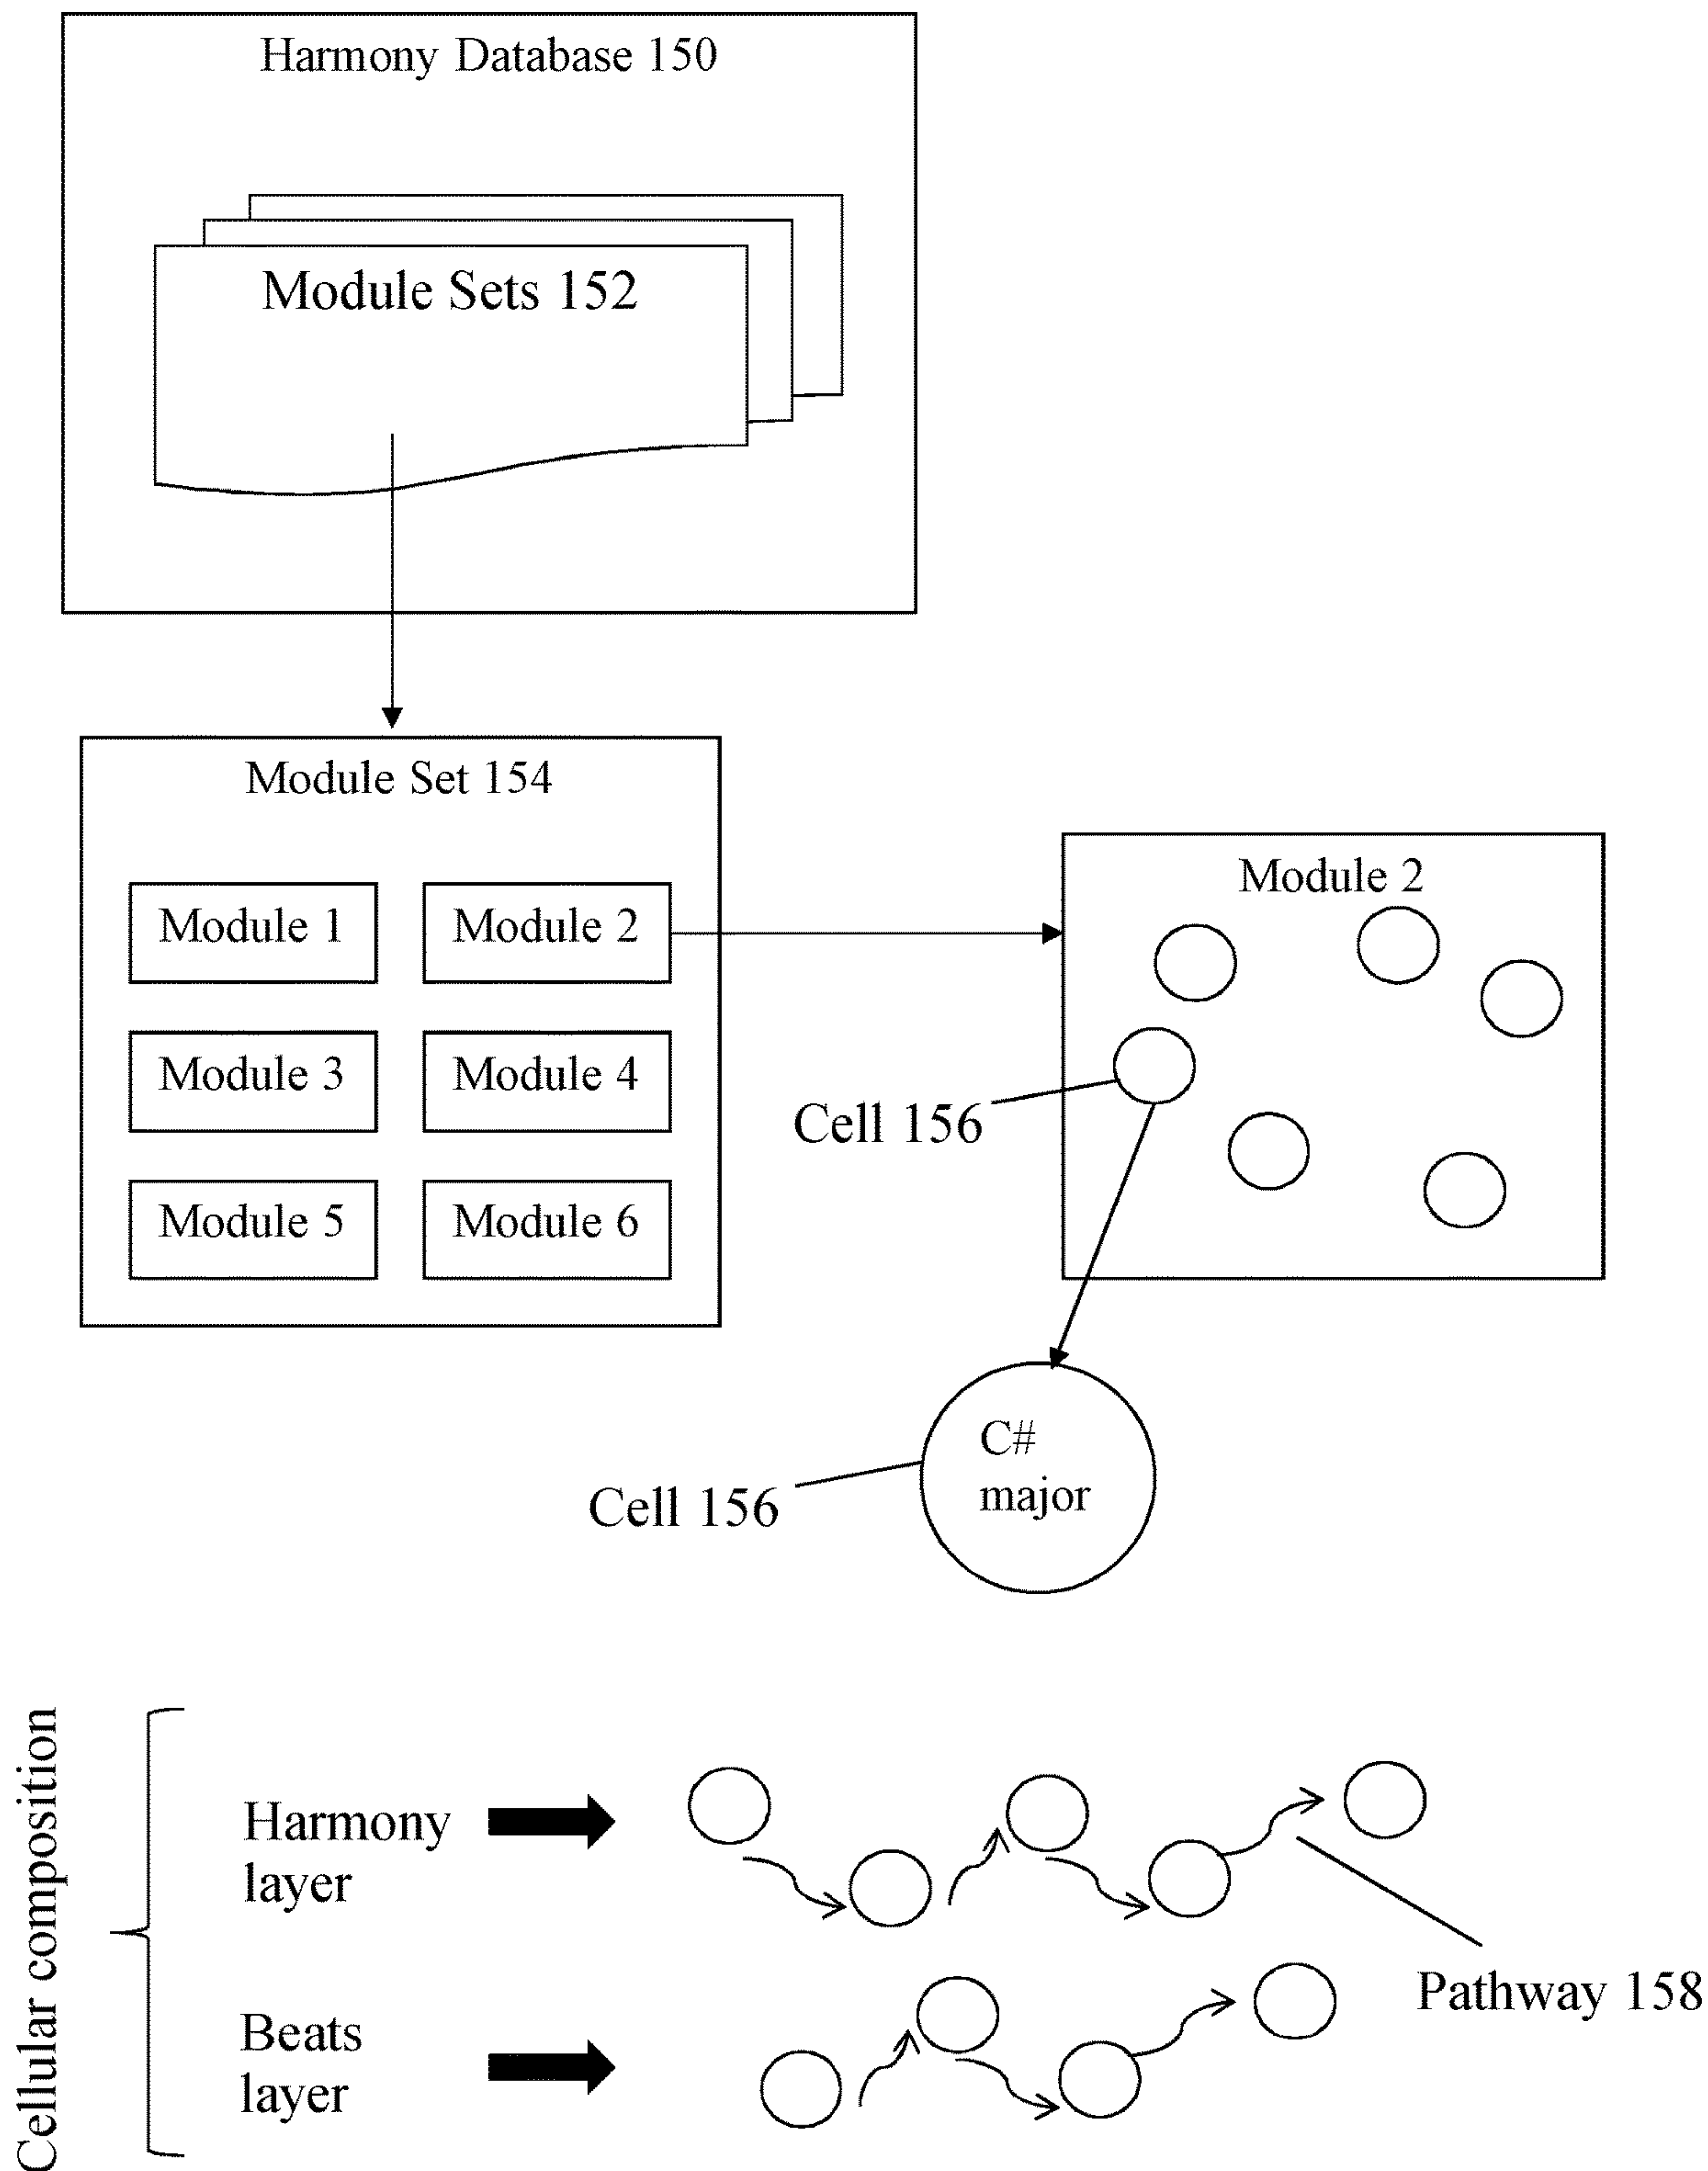 Harmony Database 150
Module Sets 152
Module Set 154
Module 1
Module 2
Module 3
Module 4
Module 5
Module 6
Module 2
Cell 156
C#
major
Cell 156
Cellular composition
Harmony
layer
Beats
layer
Pathway 158